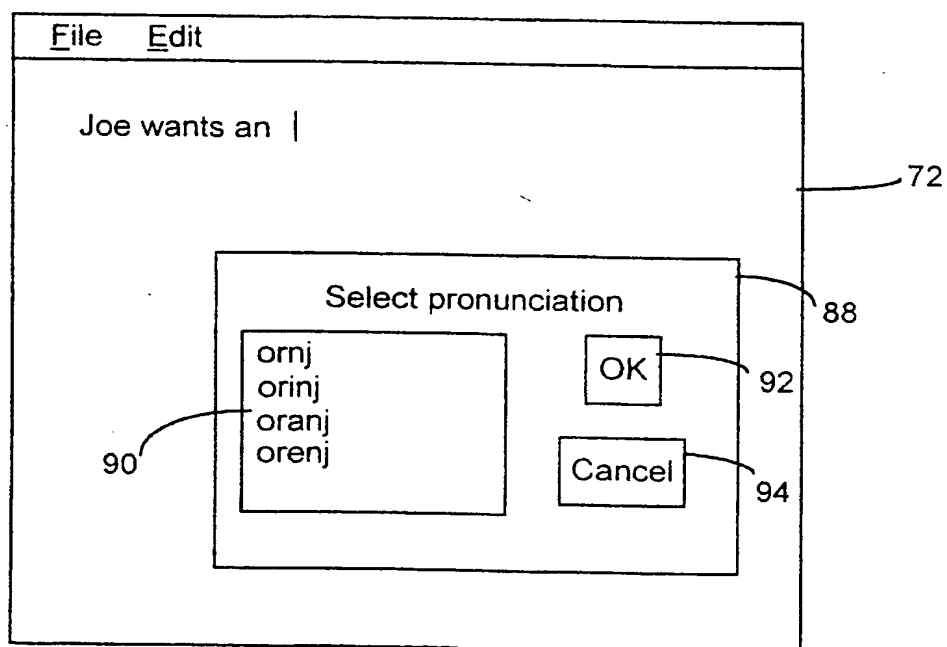 File Edit
Joe wants an
72
Select pronunciation
88
ornj
orinj
oranj
orenj
OK
92
90
Cancel
94